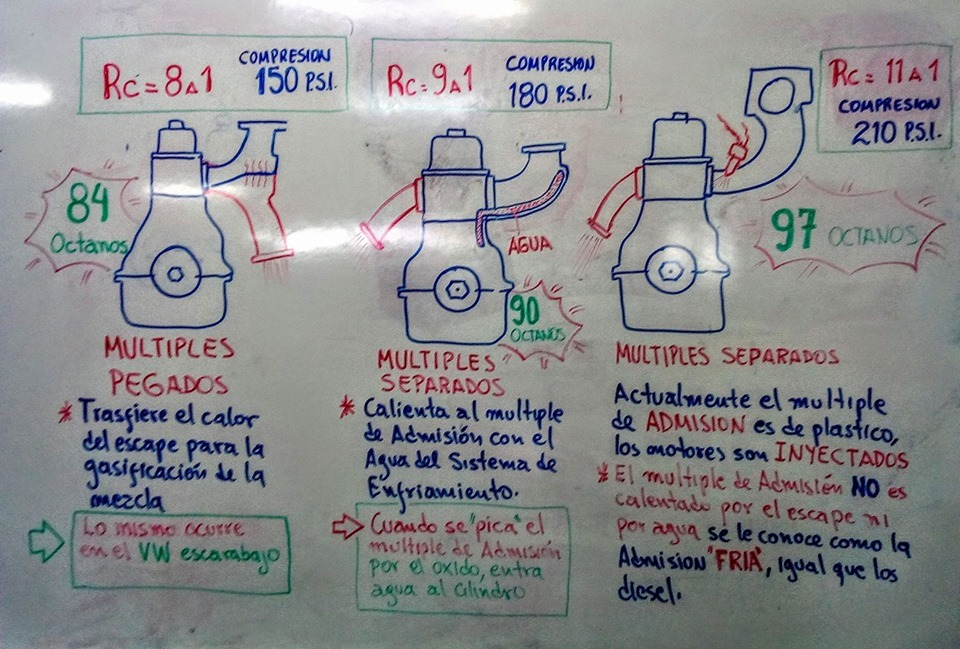 Rc = 8 A 1
COMPRESION
150 P.S.I.
84
Octanos
MULTIPLES
PEGADOS
* Trasfiere el calor
del escape para la
gasificación de la
mezcla
Lo mismo ocurre
en el VW escarabajo
Rc = 9 A 1
COMPRESION
180 P.S.I.
AGUA
90
OCTANOS
MULTIPLES
SEPARADOS
* Calienta al multiple
de Admisión con el
Agua del Sistema de
Enfriamiento.
Cuando se "pica" el
multiple de Admisión
por el oxido, entra
agua al Cilindro
Rc = 11 A 1
COMPRESION
210 P.S.I.
97 OCTANOS
MULTIPLES SEPARADOS
Actualmente el multiple
de ADMISION es de plastico,
los motores son INYECTADOS
* El multiple de Admisión NO es
calentado por el escape ni
por agua se le conoce como la
Admision "FRIA", igual que los
diesel.